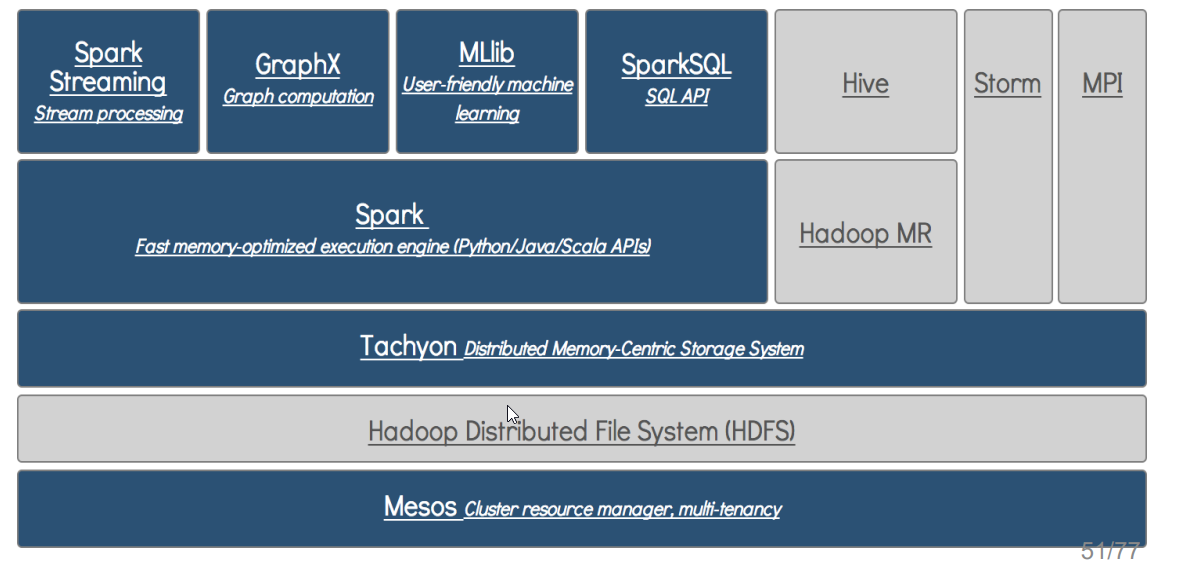 Spark
Streaming
Stream processing
GraphX
Graph computation
MLlib
User-friendly machine
learning
SparkSQL
SQL API
Hive
Storm
MPI
Spark
Fast memory-optimized execution engine (Python/Java/Scala APIs)
Hadoop MR
Tachyon Distributed Memory-Centric Storage System
Hadoop Distributed File System (HDFS)
Mesos Cluster resource manager, multi-tenancy
51/77